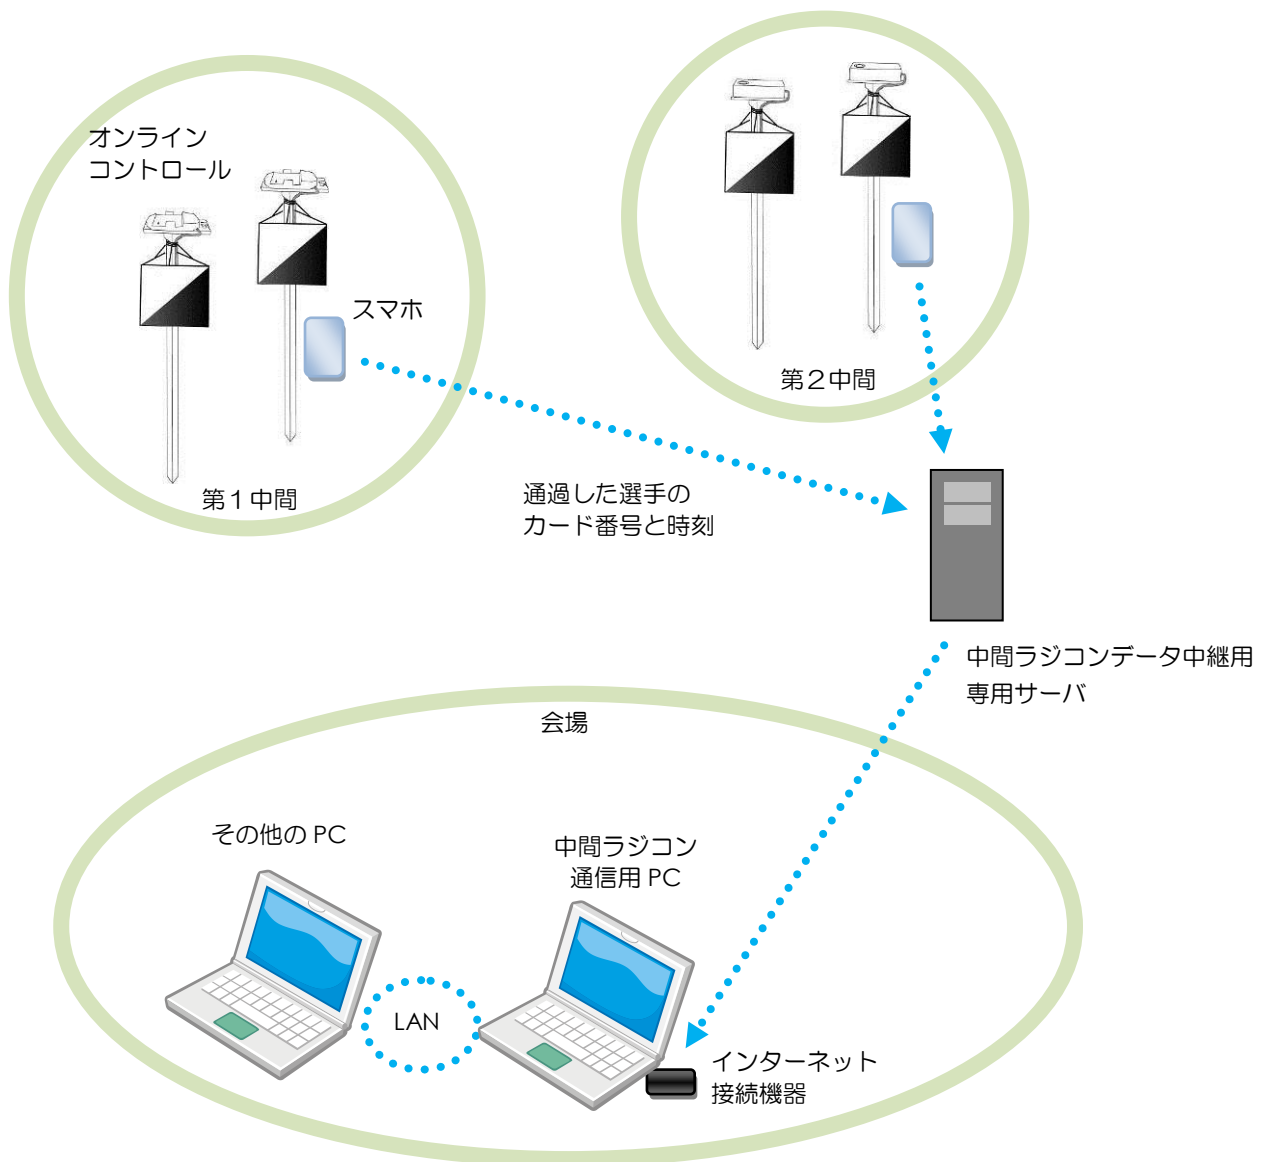 オンライン
コントロール
スマホ
第１中間
第２中間
通過した選手の
カード番号と時刻
中間ラジコンデータ中継用
専用サーバ
会場
その他の PC
中間ラジコン
通信用 PC
LAN
インターネット
接続機器